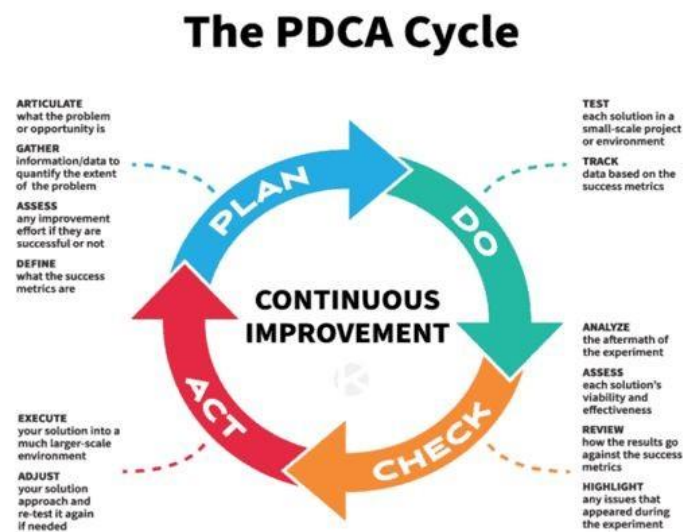 The PDCA Cycle
ARTICULATE
what the problem
or opportunity is
GATHER
information/data to
quantify the extent
of the problem
ASSESS
any improvement
effort if they are
successful or not
DEFINE
what the success
metrics are
PLAN
TEST
each solution in a
small-scale project
or environment
TRACK
data based on the
success metrics
DO
CONTINUOUS
IMPROVEMENT
ANALYZE
the aftermath of
the experiment
ASSESS
each solution's
viability and
effectiveness
REVIEW
how the results go
against the success
metrics
HIGHLIGHT
any issues that
appeared during
the experiment
CHECK
EXECUTE
your solution into a
much larger-scale
environment
ADJUST
your solution
approach and
re-test it again
if needed
ACT